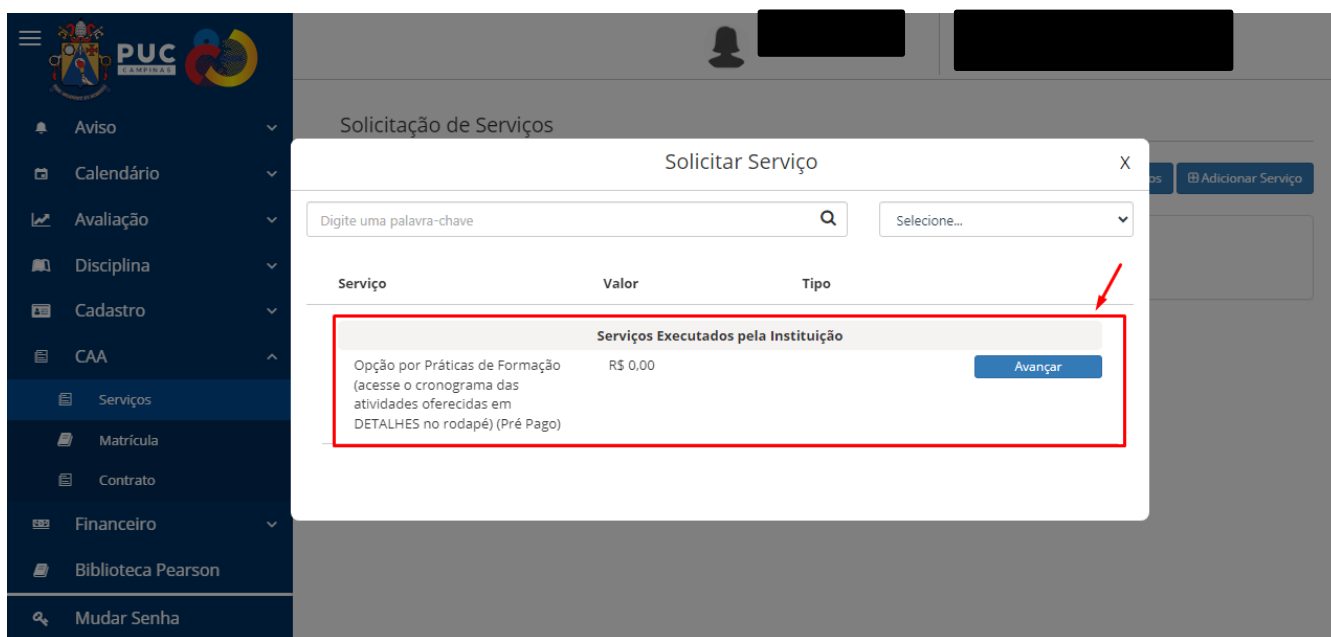 PUC
CAMPINAS
Aviso
Calendário
Avaliação
Disciplina
Cadastro
CAA
Serviços
Matrícula
Contrato
Financeiro
Biblioteca Pearson
Mudar Senha
Solicitação de Serviços
os
Adicionar Serviço
Solicitar Serviço
X
Digite uma palavra-chave
Selecione...
Serviço Valor Tipo
Serviços Executados pela Instituição
Opção por Práticas de Formação R$ 0,00 Avançar
(acesse o cronograma das
atividades oferecidas em
DETALHES no rodapé) (Pré Pago)